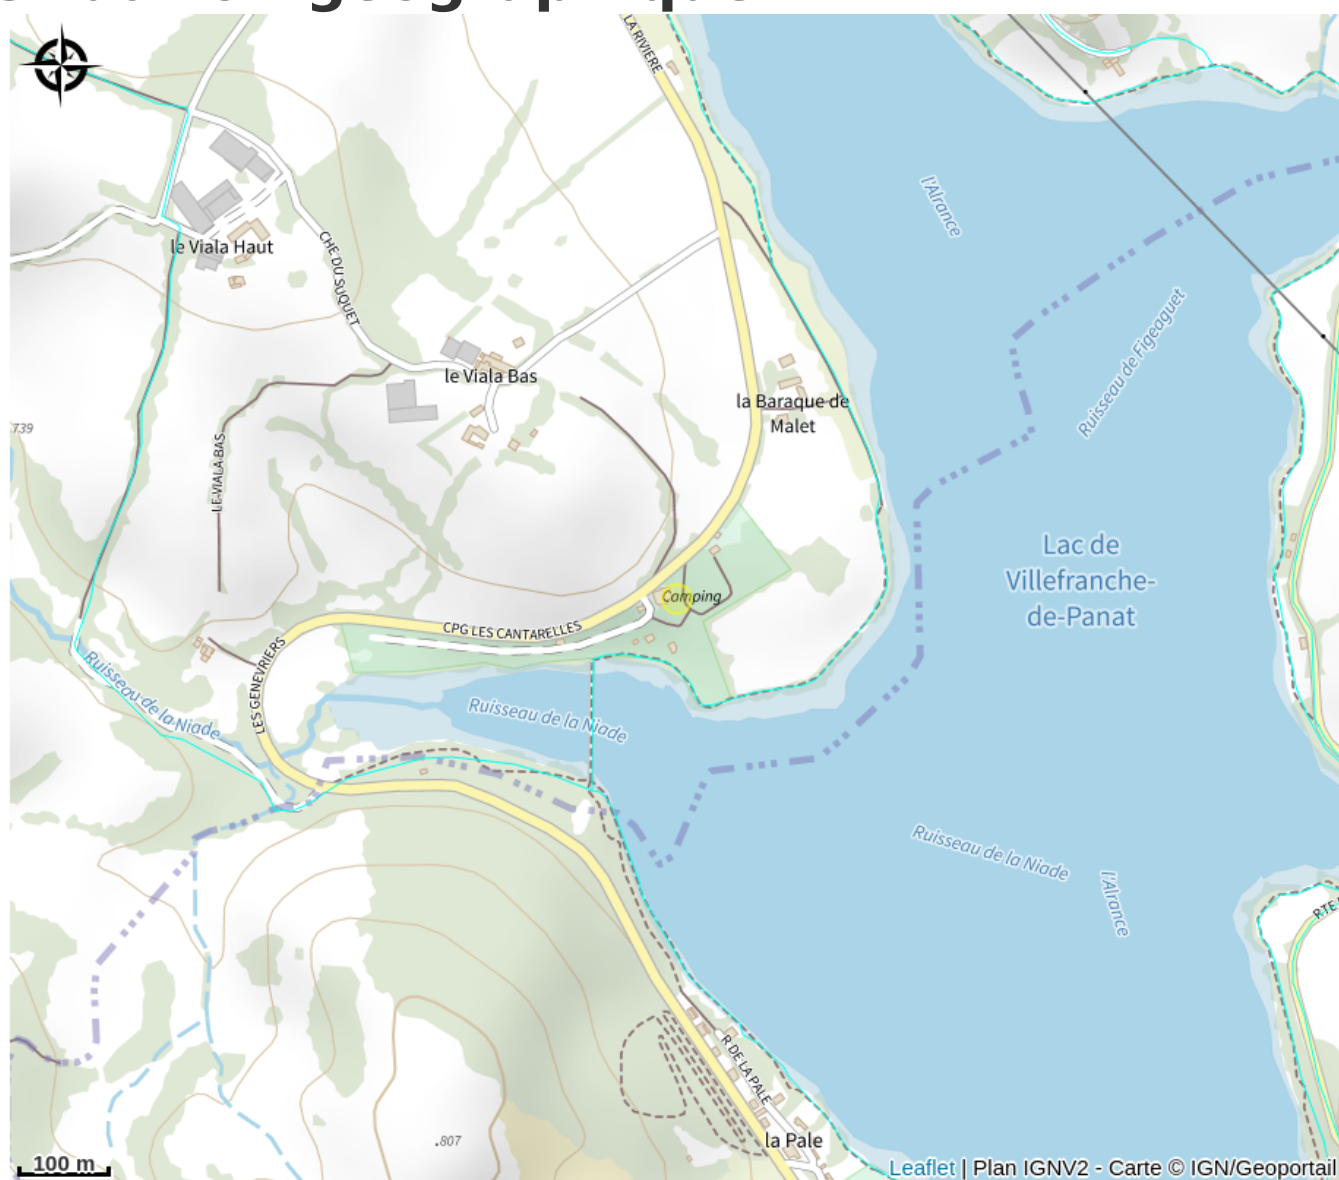 LA RIVIERE
l'Alrance
le Viala Haut
CHE DU SUQUET
Ruisseau de Figeaguet
le Viala Bas
la Baraque de
Malet
739
LE VIALA BAS
Lac de
Villefranche-
de-Panat
Camping
CPG LES CANTARELLES
LES GENEVRIERS
Ruisseau de la Niade
Ruisseau de la Niade
Ruisseau de la Niade
l'Alrance
RTE
R DE LA PALE
.807
la Pale
100 m
Leaflet | Plan IGNV2 - Carte © IGN/Geoportail